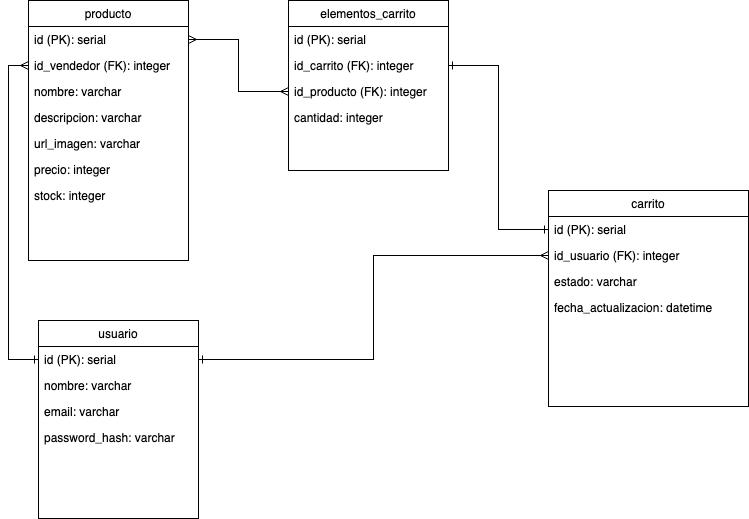 producto
id (PK): serial
id_vendedor (FK): integer
nombre: varchar
descripcion: varchar
url_imagen: varchar
precio: integer
stock: integer
elementos_carrito
id (PK): serial
id_carrito (FK): integer
id_producto (FK): integer
cantidad: integer
carrito
id (PK): serial
id_usuario (FK): integer
estado: varchar
fecha_actualizacion: datetime
usuario
id (PK): serial
nombre: varchar
email: varchar
password_hash: varchar